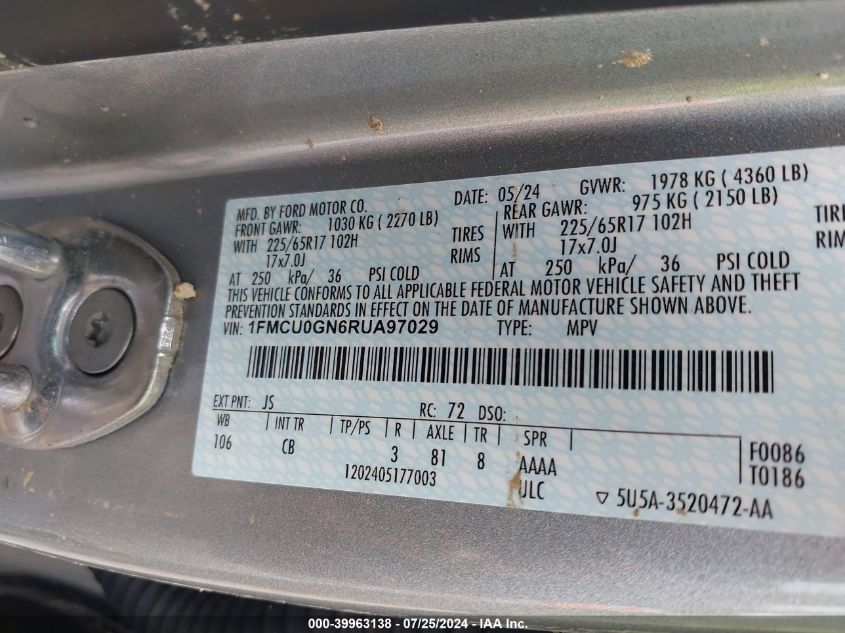 MFD. BY FORD MOTOR CO. DATE: 05/24 GVWR: 1978 KG ( 4360 LB)
FRONT GAWR: 1030 KG ( 2270 LB) REAR GAWR: 975 KG ( 2150 LB)
WITH 225/65R17 102H TIRES WITH 225/65R17 102H TIRE
17x7.0J RIMS 17x7.0J RIM
AT 250 kPa/ 36 PSI COLD AT 250 kPa/ 36 PSI COLD
THIS VEHICLE CONFORMS TO ALL APPLICABLE FEDERAL MOTOR VEHICLE SAFETY AND THEFT
PREVENTION STANDARDS IN EFFECT ON THE DATE OF MANUFACTURE SHOWN ABOVE.
VIN: 1FMCU0GN6RUA97029 TYPE: MPV
EXT PNT: JS RC: 72 DSO:
WB INT TR TP/PS R AXLE TR SPR
106 CB 3 81 8 AAAA F0086
1202405177003 ULC T0186
5U5A-3520472-AA
000-39963138 - 07/25/2024 - IAA Inc.